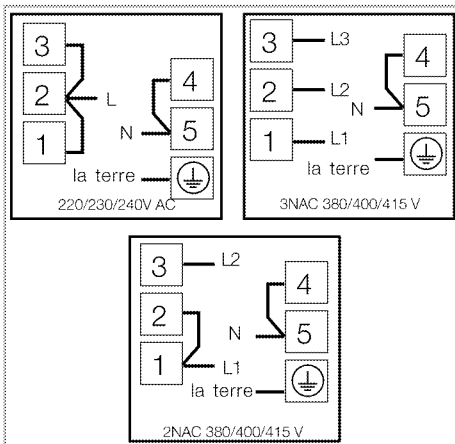 3
2 L 4
1 N 5
la terre
220/230/240V AC
3 L3 4
2 L2 N 5
1 L1
la terre
3NAC 380/400/415 V
3 L2 4
2 N 5
1 L1
la terre
2NAC 380/400/415 V